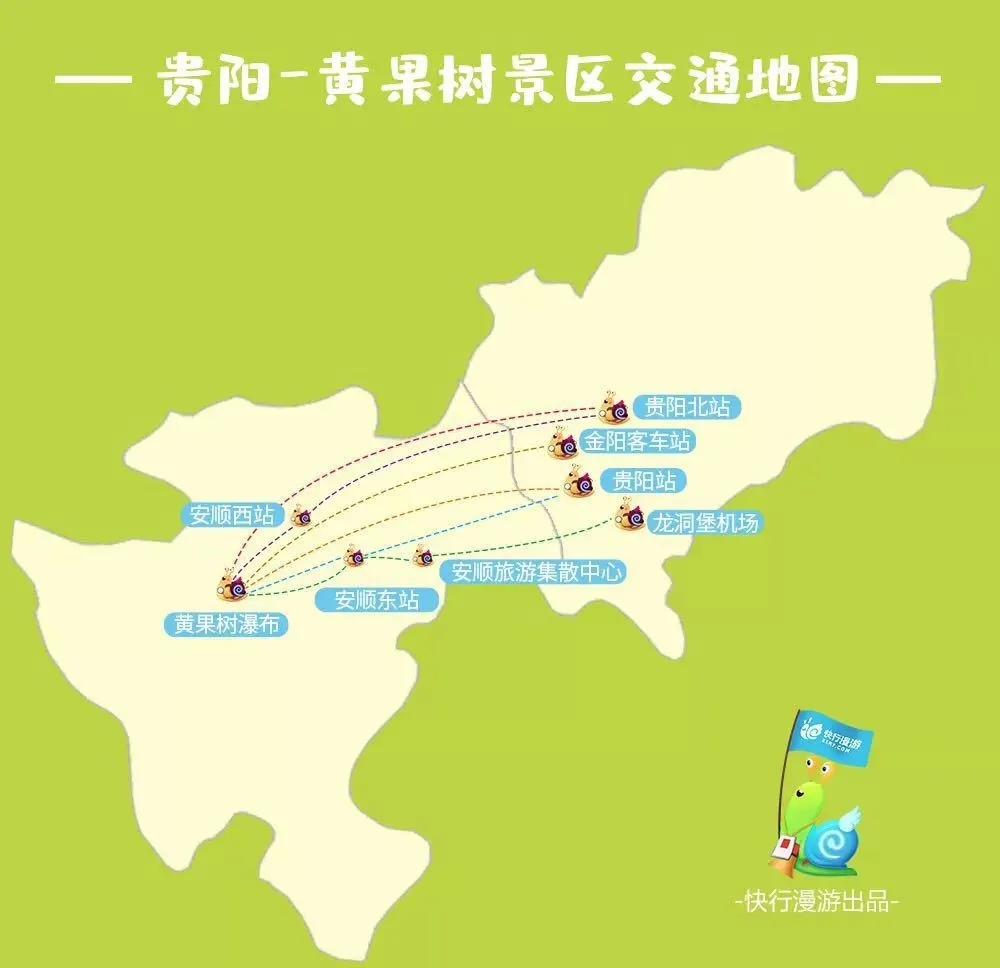 贵阳-黄果树景区交通地图
贵阳北站
金阳客车站
贵阳站
安顺西站
龙洞堡机场
安顺旅游集散中心
安顺东站
黄果树瀑布
快行漫游
-快行漫游出品-